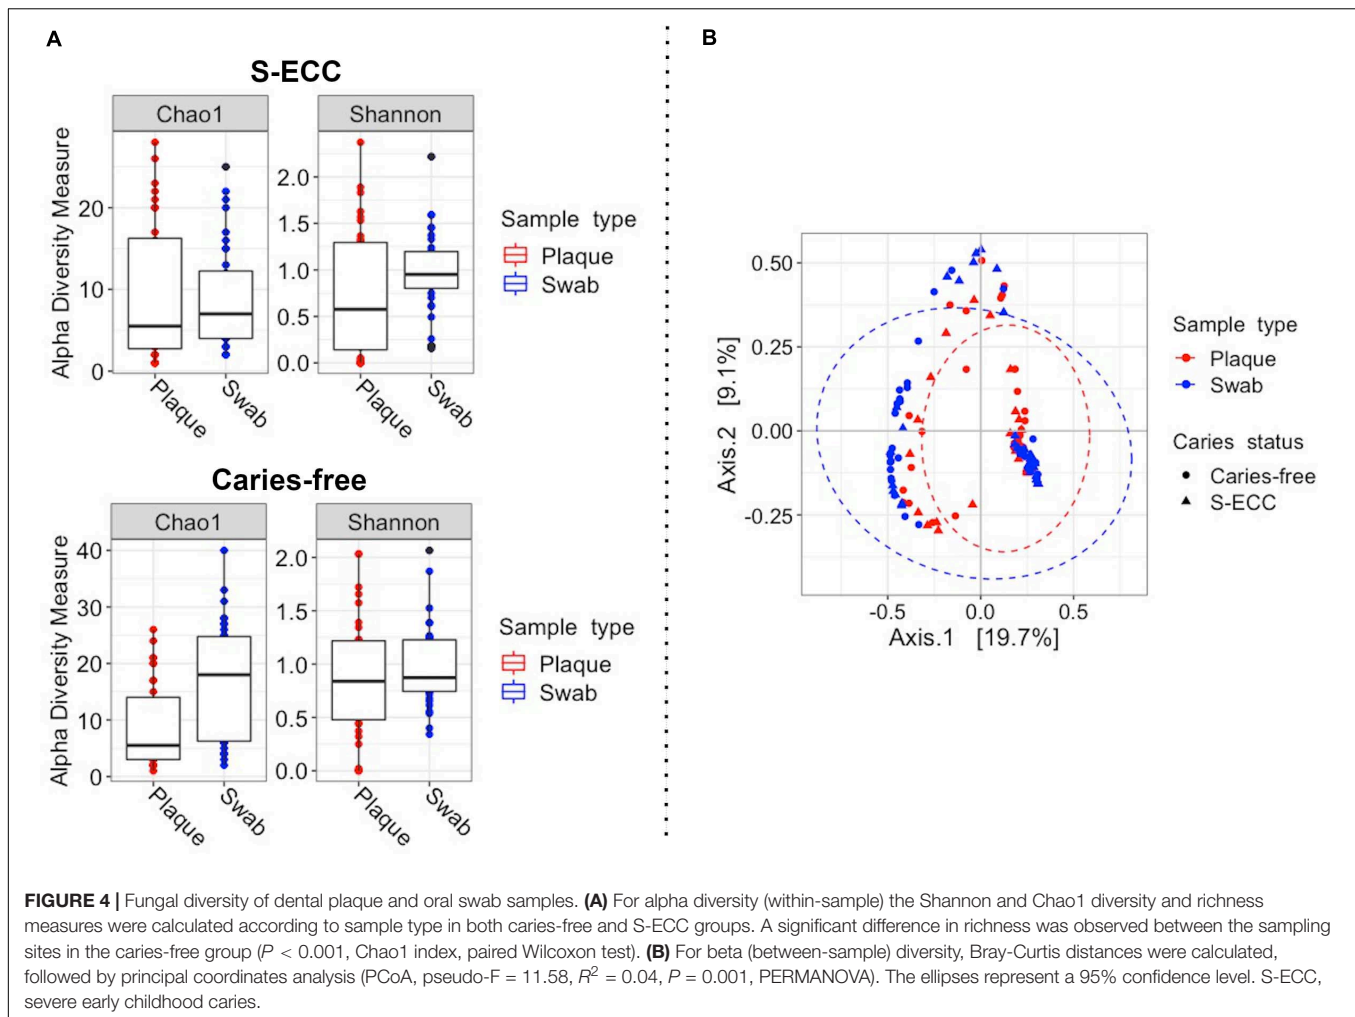 A
S-ECC
Chao1
Shannon
Alpha Diversity Measure
20
10
0
2.0
1.5
1.0
0.5
0.0
Plaque
Swab
Plaque
Swab
Sample type
Plaque
Swab
Caries-free
Chao1
Shannon
Alpha Diversity Measure
40
30
20
10
0
2.0
1.5
1.0
0.5
0.0
Plaque
Swab
Plaque
Swab
Sample type
Plaque
Swab
B
Axis.2 [9.1%]
0.50
0.25
0.00
-0.25
-0.5
0.0
0.5
Axis.1 [19.7%]
Sample type
Plaque
Swab
Caries status
Caries-free
S-ECC
FIGURE 4 | Fungal diversity of dental plaque and oral swab samples. (A) For alpha diversity (within-sample) the Shannon and Chao1 diversity and richness
measures were calculated according to sample type in both caries-free and S-ECC groups. A significant difference in richness was observed between the sampling
sites in the caries-free group (P < 0.001, Chao1 index, paired Wilcoxon test). (B) For beta (between-sample) diversity, Bray-Curtis distances were calculated,
followed by principal coordinates analysis (PCoA, pseudo-F = 11.58, R² = 0.04, P = 0.001, PERMANOVA). The ellipses represent a 95% confidence level. S-ECC,
severe early childhood caries.